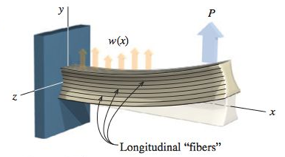 y
P
w(x)
z
x
Longitudinal “fibers”